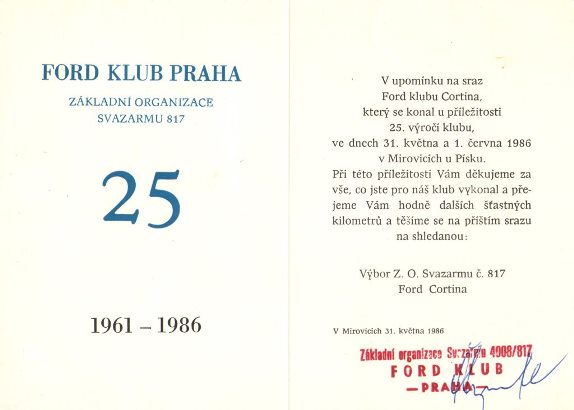 FORD KLUB PRAHA
ZÁKLADNÍ ORGANIZACE
SVAZARMU 817
25
1961 – 1986
V upomínku na sraz
Ford klubu Cortina,
který se konal u příležitosti
25. výročí klubu,
ve dnech 31. května a 1. června 1986
v Mirovicích u Písku.
Při této příležitosti Vám děkujeme za
vše, co jste pro náš klub vykonal a pře-
jeme Vám hodně dalších šťastných
kilometrů a těšíme se na příštím srazu
na shledanou:
Výbor Z. O. Svazarmu č. 817
Ford Cortina
V Mirovicích 31. května 1986
Základní organizace Svazarmu 4008/817
FORD KLUB
—PRAHA—